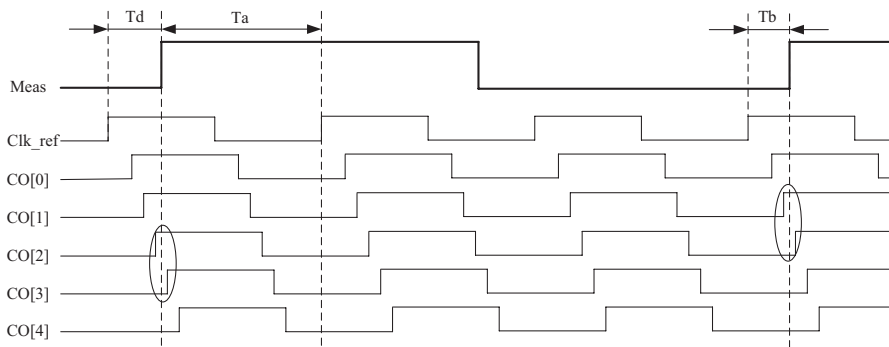 Td
Ta
Tb
Meas
Clk_ref
CO[0]
CO[1]
CO[2]
CO[3]
CO[4]